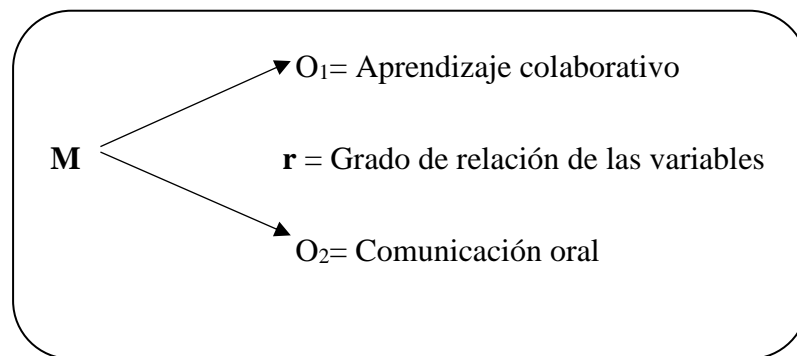 O₁= Aprendizaje colaborativo
M
r = Grado de relación de las variables
O₂= Comunicación oral